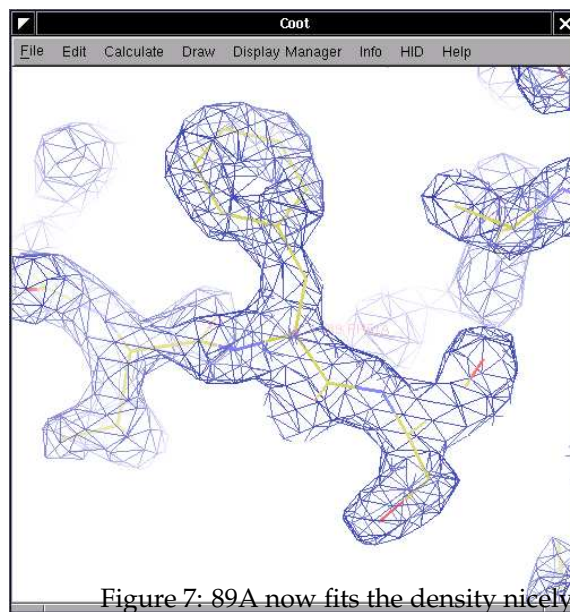 Coot
File Edit Calculate Draw Display Manager Info HID Help
Figure 7: 89A now fits the density nicely